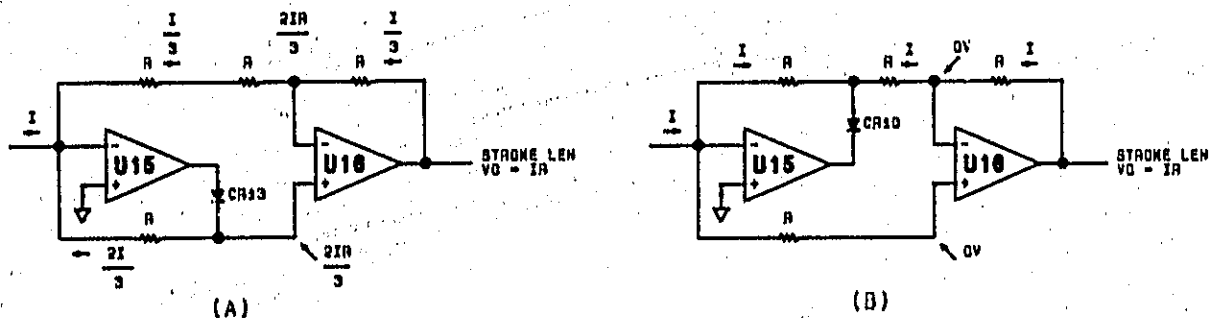 I
3
R
R
2IR
3
I
3
R
I
U15
-
+
CR13
U16
-
+
STROKE LEN
VO - IR
R
2I
3
2IR
3
(A)
I
R
I
R
0V
I
R
I
U15
-
+
CR10
U16
-
+
STROKE LEN
VO - IR
R
0V
(B)